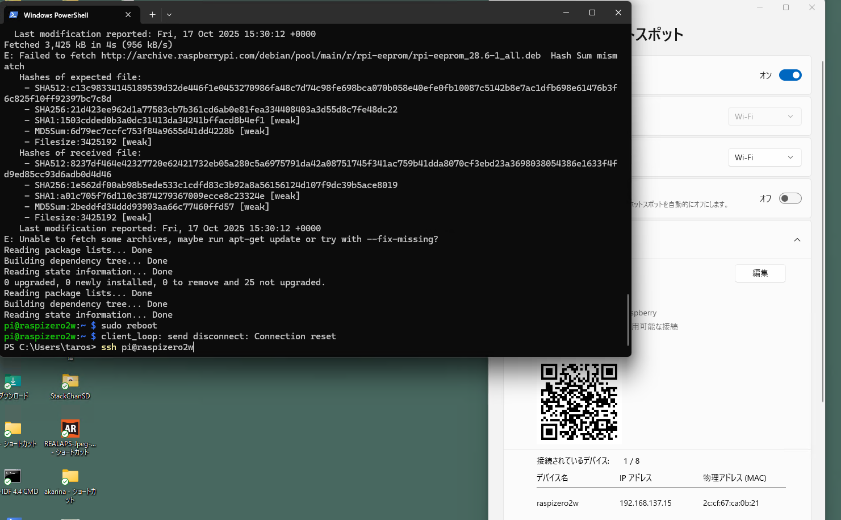 Windows PowerShell
Last modification reported: Fri, 17 Oct 2025 15:30:12 +0000
Fetched 3,425 kB in 4s (956 kB/s)
E: Failed to fetch http://archive.raspberrypi.com/debian/pool/main/r/rpi-eeprom/rpi-eeprom_28.6-1_all.deb  Hash Sum mism
atch
Hashes of expected file:
- SHA512:c13c98334145189539d32de446f1e0453270986fa48c7d74c98fe698bca070b058e40efe0fb10087c5142b8e7ac1dfb698e61476b3f
6c825f10ff92397bc7c8d
- SHA256:21d423ee962d1a77583cb7b361cd6ab0e81fea334408403a3d55d8c7fe48dc22
- SHA1:1503cdded0b3a0dc31413da34241bffacd8b4ef1 [weak]
- MD5Sum:6d79ec7ccfc753f84a9655d41dd4228b [weak]
- Filesize:3425192 [weak]
Hashes of received file:
- SHA512:8237df464e42327720e62421732eb05a280c5a6975791da42a08751745f341ac759b41dda8070cf3ebd23a3698038054386e1633f4f
d9ed85cc93d6adb0d4d46
- SHA256:1e562df00ab98b5ede533c1cdfd83c3b92a8a56156124d107f9dc39b5ace8019
- SHA1:a01c705f76d110c3874279367009ecce8c23324e [weak]
- MD5Sum:2beddfd34ddd93903aa66c77460ffd57 [weak]
- Filesize:3425192 [weak]
Last modification reported: Fri, 17 Oct 2025 15:30:12 +0000
E: Unable to fetch some archives, maybe run apt-get update or try with --fix-missing?
Reading package lists... Done
Building dependency tree... Done
Reading state information... Done
0 upgraded, 0 newly installed, 0 to remove and 25 not upgraded.
Reading package lists... Done
Building dependency tree... Done
Reading state information... Done
pi@raspizero2w:~ $ sudo reboot
pi@raspizero2w:~ $ client_loop: send disconnect: Connection reset
PS C:\Users\taros> ssh pi@raspizero2w
トスポット
オン
Wi-Fi
Wi-Fi
ットスポットを自動的にオフにします。
オフ
編集
spberry
用可能な接続
接続されているデバイス: 1 / 8
デバイス名 IP アドレス 物理アドレス (MAC)
raspizero2w 192.168.137.15 2c:cf:67:ca:0b:21
ダウンロード
StackChanSD
ショートカット
REALAPS-Jpeg ...
- ショートカット
IDF 4.4 CMD
akanna - ショートカ
ット